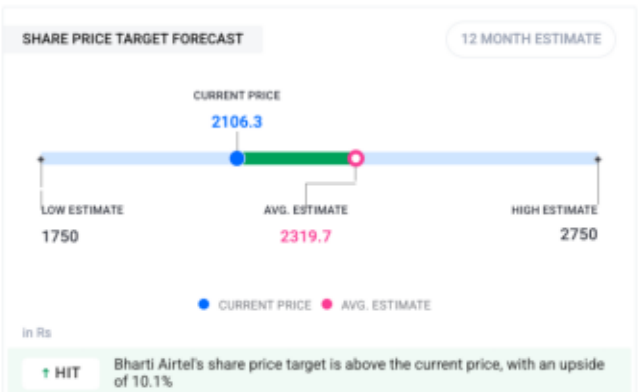 SHARE PRICE TARGET FORECAST
12 MONTH ESTIMATE
CURRENT PRICE
2106.3
LOW ESTIMATE
AVG. ESTIMATE
HIGH ESTIMATE
1750
2319.7
2750
CURRENT PRICE
AVG. ESTIMATE
in Rs
↑ HIT
Bharti Airtel's share price target is above the current price, with an upside
of 10.1%